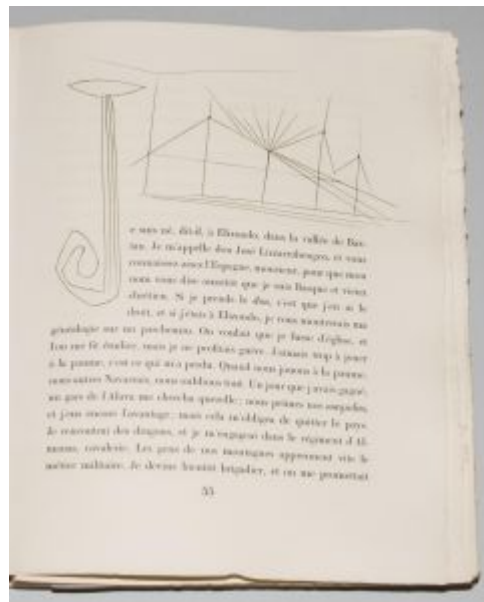 Je suis né, dit-il, à Elizondo, dans la vallée de Baz-
tan. Je m'appelle don José Lizzarrabengoa, et vous
connaissez assez l'Espagne, monsieur, pour que mon
nom vous dise aussitôt que je suis Basque et vieux
chrétien. Si je prends le don, c'est que j'en ai le
droit, et si j'étais à Elizondo, je vous montrerais ma
généalogie sur un parchemin. On voulait que je fusse d'église, et
l'on me fit étudier, mais je ne profitais guère. J'aimais trop à jouer
à la paume, c'est ce qui m'a perdu. Quand nous jouons à la paume,
nous autres Navarrais, nous oublions tout. Un jour que j'avais gagné,
un gars de l'Alava me chercha querelle; nous prîmes nos maquilas,
et j'eus encore l'avantage; mais cela m'obligea de quitter le pays.
Je rencontrai des dragons, et je m'engageai dans le régiment d'Al-
manza, cavalerie. Les gens de nos montagnes apprennent vite le
métier militaire. Je devins bientôt brigadier, et on me promettait
55